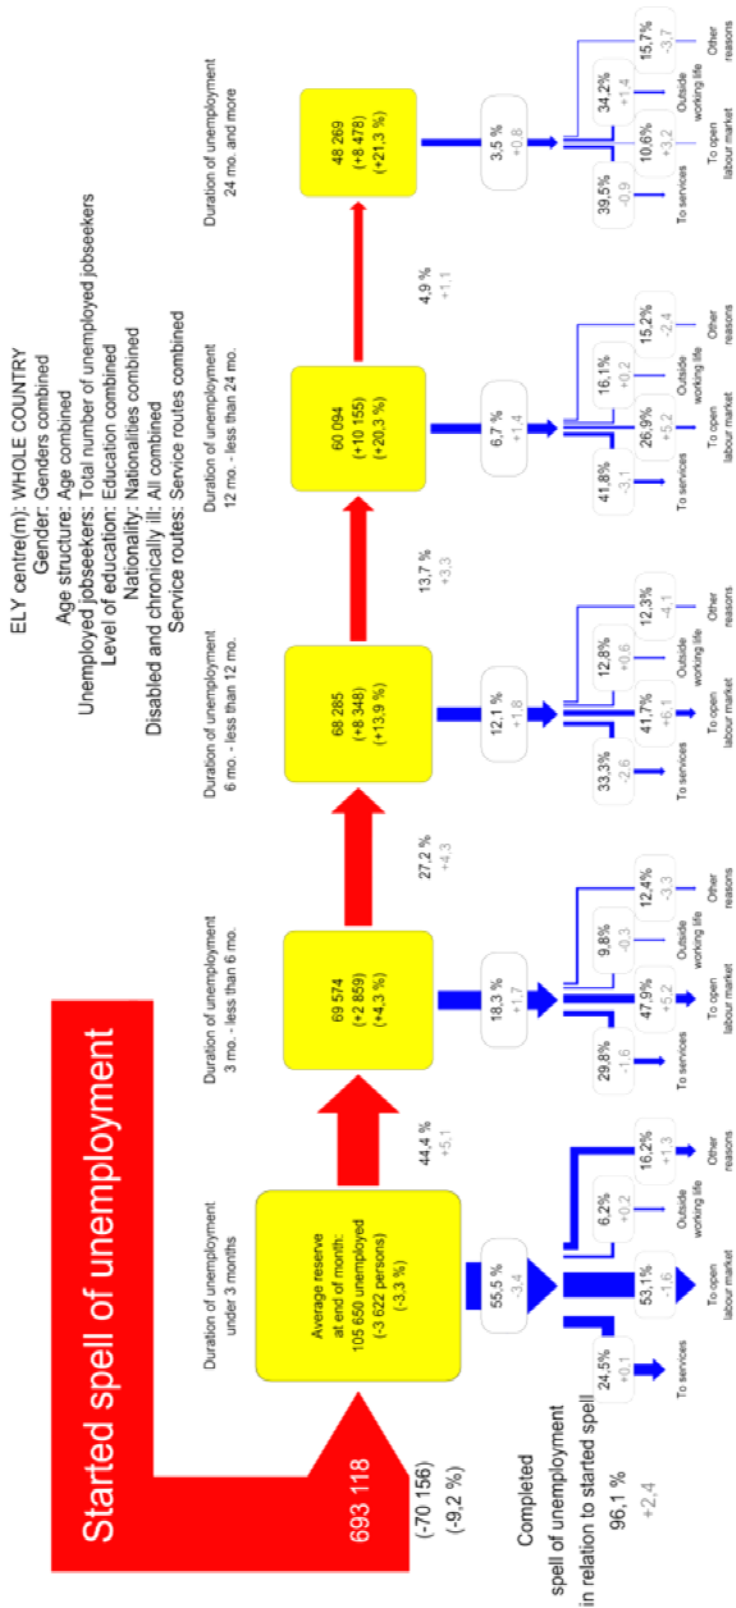 ELY centre(m): WHOLE COUNTRY
Gender: Genders combined
Age structure: Age combined
Unemployed jobseekers: Total number of unemployed jobseekers
Level of education: Education combined
Nationality: Nationalities combined
Disabled and chronically ill: All combined
Service routes: Service routes combined
Started spell of unemployment
693 118
(-70 156)
(-9,2 %)
Duration of unemployment
under 3 months
Average reserve
at end of month:
105 650 unemployed
(-3 622 persons)
(-3,3 %)
44,4 %
+5,1
Duration of unemployment
3 mo. - less than 6 mo.
69 574
(+2 859)
(+4,3 %)
27,2 %
+4,3
Duration of unemployment
6 mo. - less than 12 mo.
68 285
(+8 348)
(+13,9 %)
13,7 %
+3,3
Duration of unemployment
12 mo. - less than 24 mo.
60 094
(+10 155)
(+20,3 %)
4,9 %
+1,1
Duration of unemployment
24 mo. and more
48 269
(+8 478)
(+21,3 %)
Completed
spell of unemployment
in relation to started spell
96,1 %
+2,4
55,5 %
-3,4
24,5%
+0,1
To services
53,1%
-1,6
To open
labour market
6,2%
+0,2
Outside
working life
16,2%
+1,3
Other
reasons
18,3 %
+1,7
29,8%
-1,6
To services
47,9%
+5,2
To open
labour market
9,8%
-0,3
Outside
working life
12,4%
-3,3
Other
reasons
12,1 %
+1,8
33,3%
-2,6
To services
41,7%
+6,1
To open
labour market
12,8%
+0,6
Outside
working life
12,3%
-4,1
Other
reasons
6,7 %
+1,4
41,8%
-3,1
To services
26,9%
+5,2
To open
labour market
16,1%
+0,2
Outside
working life
15,2%
-2,4
Other
reasons
3,5 %
+0,8
39,5%
-0,9
To services
10,6%
+3,2
To open
labour market
34,2%
+1,4
Outside
working life
15,7%
-3,7
Other
reasons